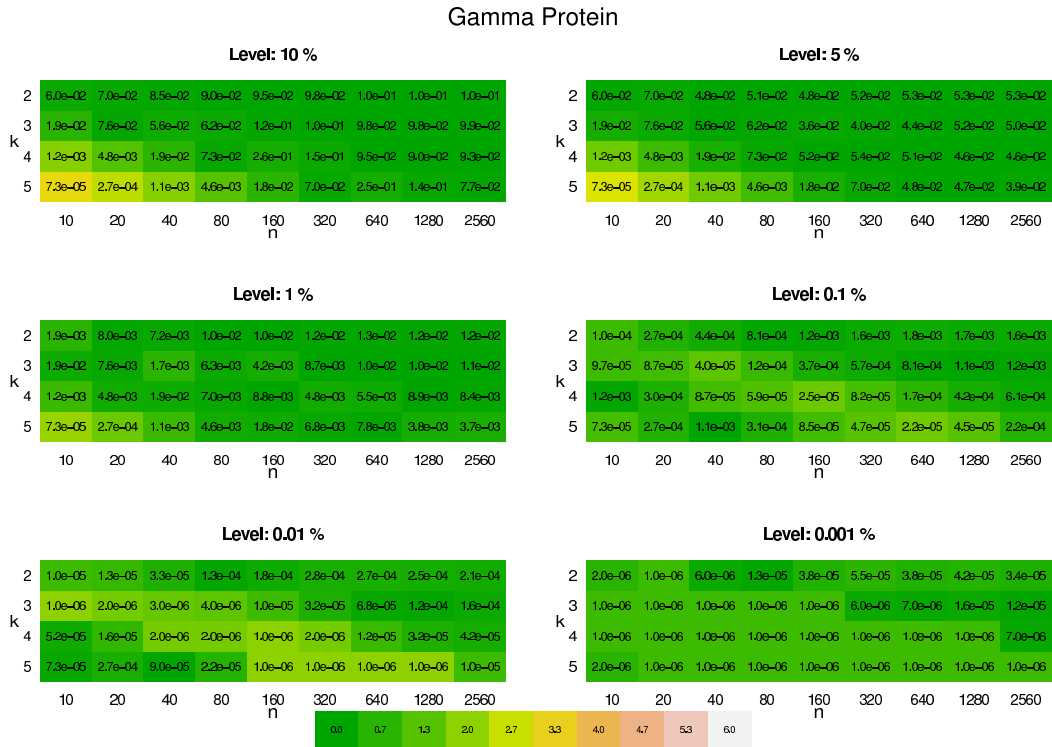 Gamma Protein
Level: 10 %
2 6.0e−02 7.0e−02 8.5e−02 9.0e−02 9.5e−02 9.8e−02 1.0e−01 1.0e−01 1.0e−01
3 1.9e−02 7.6e−02 5.6e−02 6.2e−02 1.2e−01 1.0e−01 9.8e−02 9.8e−02 9.9e−02
k
4 1.2e−03 4.8e−03 1.9e−02 7.3e−02 2.6e−01 1.5e−01 9.5e−02 9.0e−02 9.3e−02
5 7.3e−05 2.7e−04 1.1e−03 4.6e−03 1.8e−02 7.0e−02 2.5e−01 1.4e−01 7.7e−02
10 20 40 80 160 320 640 1280 2560
n
Level: 5 %
2 6.0e−02 7.0e−02 4.8e−02 5.1e−02 4.8e−02 5.2e−02 5.3e−02 5.3e−02 5.3e−02
3 1.9e−02 7.6e−02 5.6e−02 6.2e−02 3.6e−02 4.0e−02 4.4e−02 5.2e−02 5.0e−02
k
4 1.2e−03 4.8e−03 1.9e−02 7.3e−02 5.2e−02 5.4e−02 5.1e−02 4.6e−02 4.6e−02
5 7.3e−05 2.7e−04 1.1e−03 4.6e−03 1.8e−02 7.0e−02 4.8e−02 4.7e−02 3.9e−02
10 20 40 80 160 320 640 1280 2560
n
Level: 1 %
2 1.9e−03 8.0e−03 7.2e−03 1.0e−02 1.0e−02 1.2e−02 1.3e−02 1.2e−02 1.2e−02
3 1.9e−02 7.6e−03 1.7e−03 6.3e−03 4.2e−03 8.7e−03 1.0e−02 1.0e−02 1.1e−02
k
4 1.2e−03 4.8e−03 1.9e−02 7.0e−03 8.8e−03 4.8e−03 5.5e−03 8.9e−03 8.4e−03
5 7.3e−05 2.7e−04 1.1e−03 4.6e−03 1.8e−02 6.8e−03 7.8e−03 3.8e−03 3.7e−03
10 20 40 80 160 320 640 1280 2560
n
Level: 0.1 %
2 1.0e−04 2.7e−04 4.4e−04 8.1e−04 1.2e−03 1.6e−03 1.8e−03 1.7e−03 1.6e−03
3 9.7e−05 8.7e−05 4.0e−05 1.2e−04 3.7e−04 5.7e−04 8.1e−04 1.1e−03 1.2e−03
k
4 1.2e−03 3.0e−04 8.7e−05 5.9e−05 2.5e−05 8.2e−05 1.7e−04 4.2e−04 6.1e−04
5 7.3e−05 2.7e−04 1.1e−03 3.1e−04 8.5e−05 4.7e−05 2.2e−05 4.5e−05 2.2e−04
10 20 40 80 160 320 640 1280 2560
n
Level: 0.01 %
2 1.0e−05 1.3e−05 3.3e−05 1.3e−04 1.8e−04 2.8e−04 2.7e−04 2.5e−04 2.1e−04
3 1.0e−06 2.0e−06 3.0e−06 4.0e−06 1.0e−05 3.2e−05 6.8e−05 1.2e−04 1.6e−04
k
4 5.2e−05 1.6e−05 2.0e−06 2.0e−06 1.0e−06 2.0e−06 1.2e−05 3.2e−05 4.2e−05
5 7.3e−05 2.7e−04 9.0e−05 2.2e−05 1.0e−06 1.0e−06 1.0e−06 1.0e−06 1.0e−05
10 20 40 80 160 320 640 1280 2560
n
Level: 0.001 %
2 2.0e−06 1.0e−06 6.0e−06 1.3e−05 3.8e−05 5.5e−05 3.8e−05 4.2e−05 3.4e−05
3 1.0e−06 1.0e−06 1.0e−06 1.0e−06 1.0e−06 6.0e−06 7.0e−06 1.6e−05 1.2e−05
k
4 1.0e−06 1.0e−06 1.0e−06 1.0e−06 1.0e−06 1.0e−06 1.0e−06 1.0e−06 7.0e−06
5 2.0e−06 1.0e−06 1.0e−06 1.0e−06 1.0e−06 1.0e−06 1.0e−06 1.0e−06 1.0e−06
10 20 40 80 160 320 640 1280 2560
n
0.0 0.7 1.3 2.0 2.7 3.3 4.0 4.7 5.3 6.0